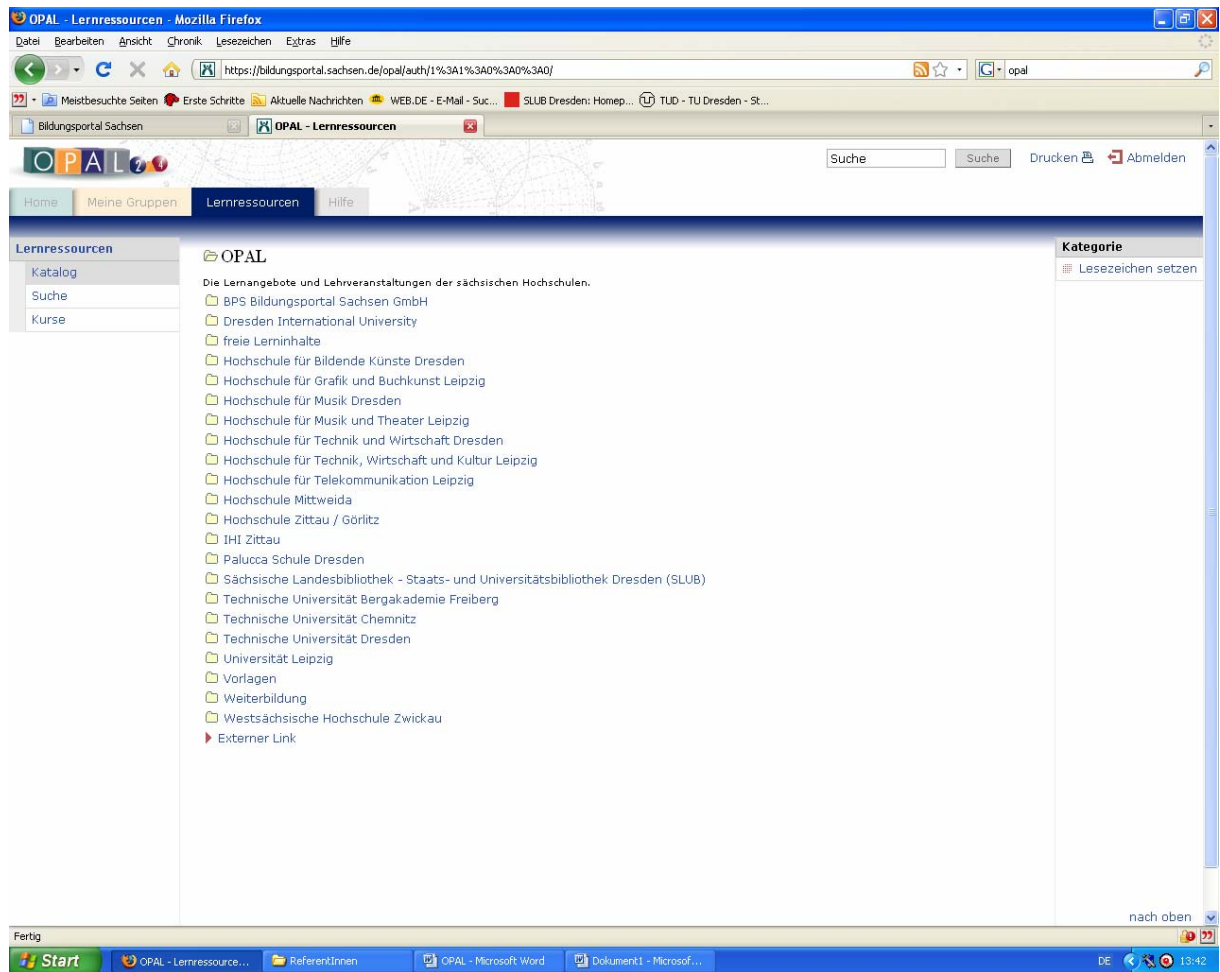 OPAL - Lernressourcen - Mozilla Firefox
Datei Bearbeiten Ansicht Chronik Lesezeichen Extras Hilfe
https://bildungsportal.sachsen.de/opal/auth/1%3A1%3A0%3A0%3A0/ opal
Meistbesuchte Seiten Erste Schritte Aktuelle Nachrichten WEB.DE - E-Mail - Suc... SLUB Dresden: Homep... TUD - TU Dresden - St...
Bildungsportal Sachsen OPAL - Lernressourcen
OPAL Suche Suche Drucken Abmelden
Home Meine Gruppen Lernressourcen Hilfe
Lernressourcen
Katalog
Suche
Kurse
OPAL
Die Lernangebote und Lehrveranstaltungen der sächsischen Hochschulen.
BPS Bildungsportal Sachsen GmbH
Dresden International University
freie Lerninhalte
Hochschule für Bildende Künste Dresden
Hochschule für Grafik und Buchkunst Leipzig
Hochschule für Musik Dresden
Hochschule für Musik und Theater Leipzig
Hochschule für Technik und Wirtschaft Dresden
Hochschule für Technik, Wirtschaft und Kultur Leipzig
Hochschule für Telekommunikation Leipzig
Hochschule Mittweida
Hochschule Zittau / Görlitz
IHI Zittau
Palucca Schule Dresden
Sächsische Landesbibliothek - Staats- und Universitätsbibliothek Dresden (SLUB)
Technische Universität Bergakademie Freiberg
Technische Universität Chemnitz
Technische Universität Dresden
Universität Leipzig
Vorlagen
Weiterbildung
Westsächsische Hochschule Zwickau
Externer Link
Kategorie
Lesezeichen setzen
nach oben
Fertig
Start OPAL - Lernressource... ReferentInnen OPAL - Microsoft Word Dokument1 - Microsof... DE 13:42